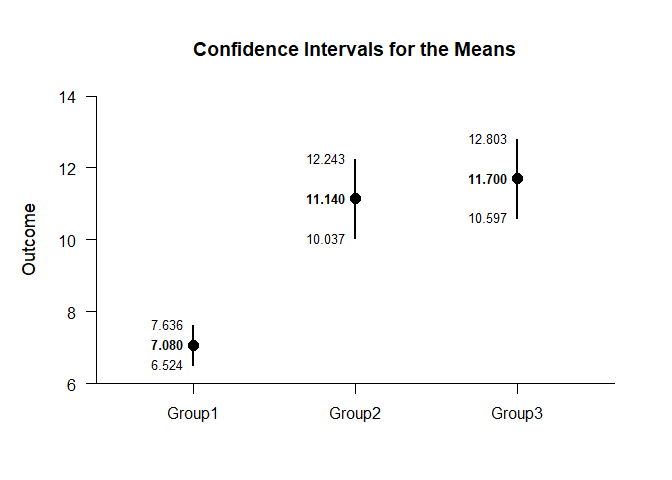 Confidence Intervals for the Means
Outcome
14
12
10
8
6
7.636
7.080
6.524
12.243
11.140
10.037
12.803
11.700
10.597
Group1
Group2
Group3